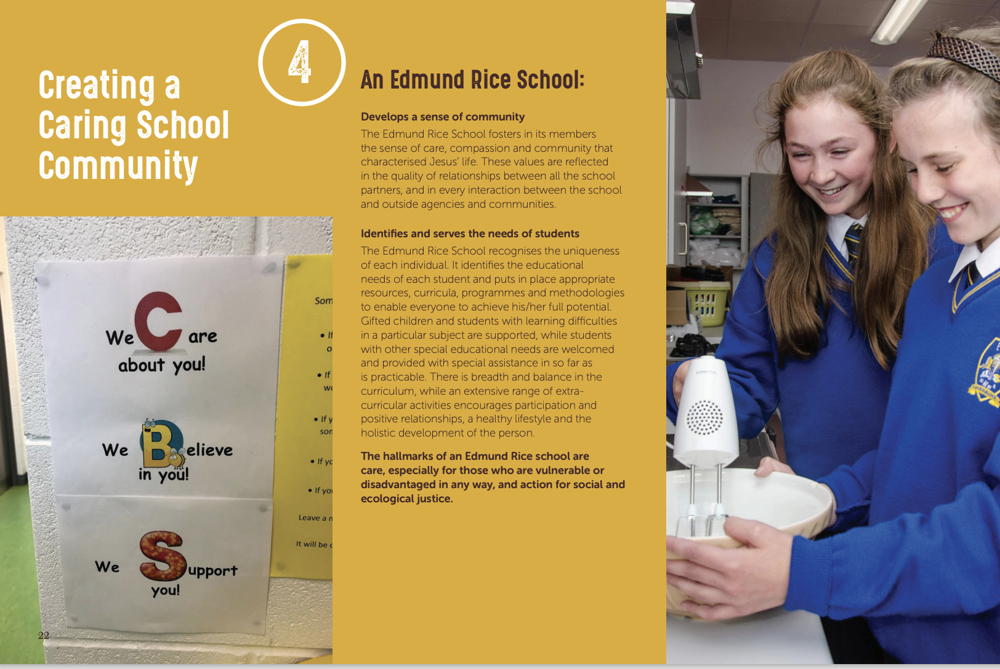 Creating a
Caring School
Community
4
We Care
about you!
We Believe
in you!
We Support
you!
Som
• If
• If
• If y
som
• If yo
• If you
Leave a n
It will be
22
An Edmund Rice School:
Develops a sense of community
The Edmund Rice School fosters in its members
the sense of care, compassion and community that
characterised Jesus’ life. These values are reflected
in the quality of relationships between all the school
partners, and in every interaction between the school
and outside agencies and communities.
Identifies and serves the needs of students
The Edmund Rice School recognises the uniqueness
of each individual. It identifies the educational
needs of each student and puts in place appropriate
resources, curricula, programmes and methodologies
to enable everyone to achieve his/her full potential.
Gifted children and students with learning difficulties
in a particular subject are supported, while students
with other special educational needs are welcomed
and provided with special assistance in so far as
is practicable. There is breadth and balance in the
curriculum, while an extensive range of extra-
curricular activities encourages participation and
positive relationships, a healthy lifestyle and the
holistic development of the person.
The hallmarks of an Edmund Rice school are
care, especially for those who are vulnerable or
disadvantaged in any way, and action for social and
ecological justice.
KENWOOD